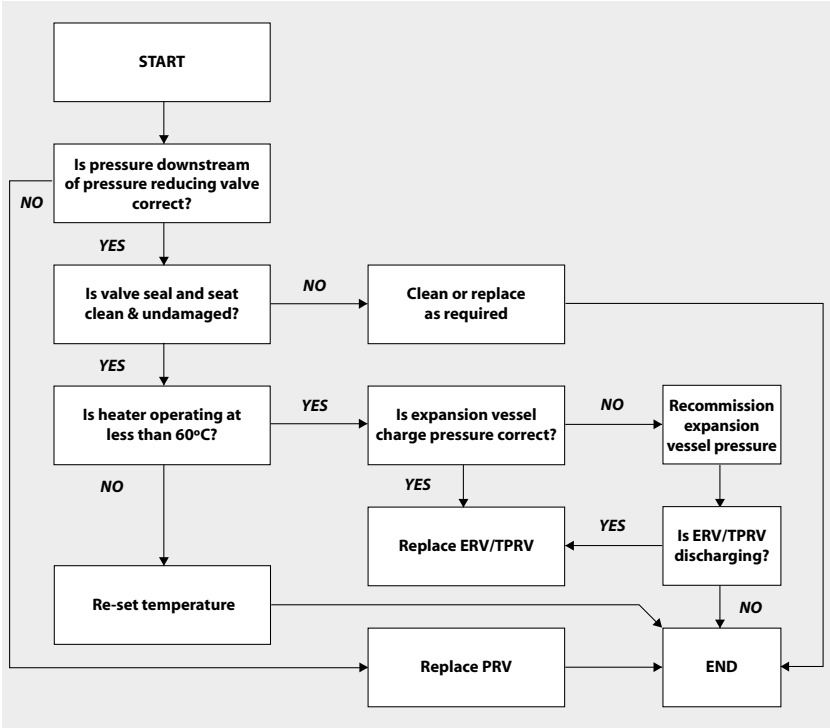 START
Is pressure downstream
of pressure reducing valve
correct?
NO
YES
Is valve seal and seat
clean & undamaged?
NO
Clean or replace
as required
YES
Is heater operating at
less than 60ºC?
YES
Is expansion vessel
charge pressure correct?
NO
Recommission
expansion
vessel pressure
NO
YES
Replace ERV/TPRV
YES
Is ERV/TPRV
discharging?
Re-set temperature
NO
Replace PRV
END